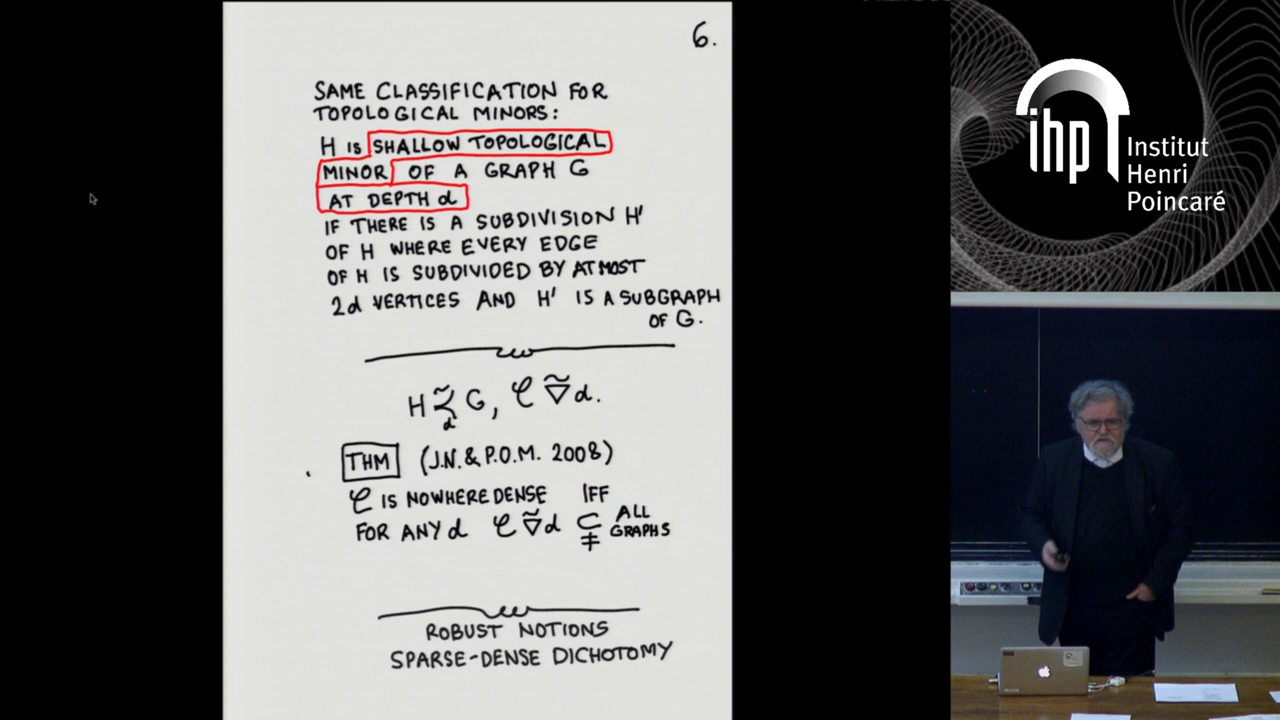 6.
SAME CLASSIFICATION FOR
TOPOLOGICAL MINORS:
H IS SHALLOW TOPOLOGICAL
MINOR OF A GRAPH G
AT DEPTH d
IF THERE IS A SUBDIVISION H'
OF H WHERE EVERY EDGE
OF H IS SUBDIVIDED BY AT MOST
2d VERTICES AND H' IS A SUBGRAPH
OF G.
H ≾̃_d G, 𝒞 ∇̃ d.
THM (J.N. & P.O.M. 2008)
𝒞 IS NOWHERE DENSE IFF
FOR ANY d 𝒞 ∇̃ d ⊊ ALL GRAPHS
ROBUST NOTIONS
SPARSE-DENSE DICHOTOMY
ihp Institut
Henri
Poincaré